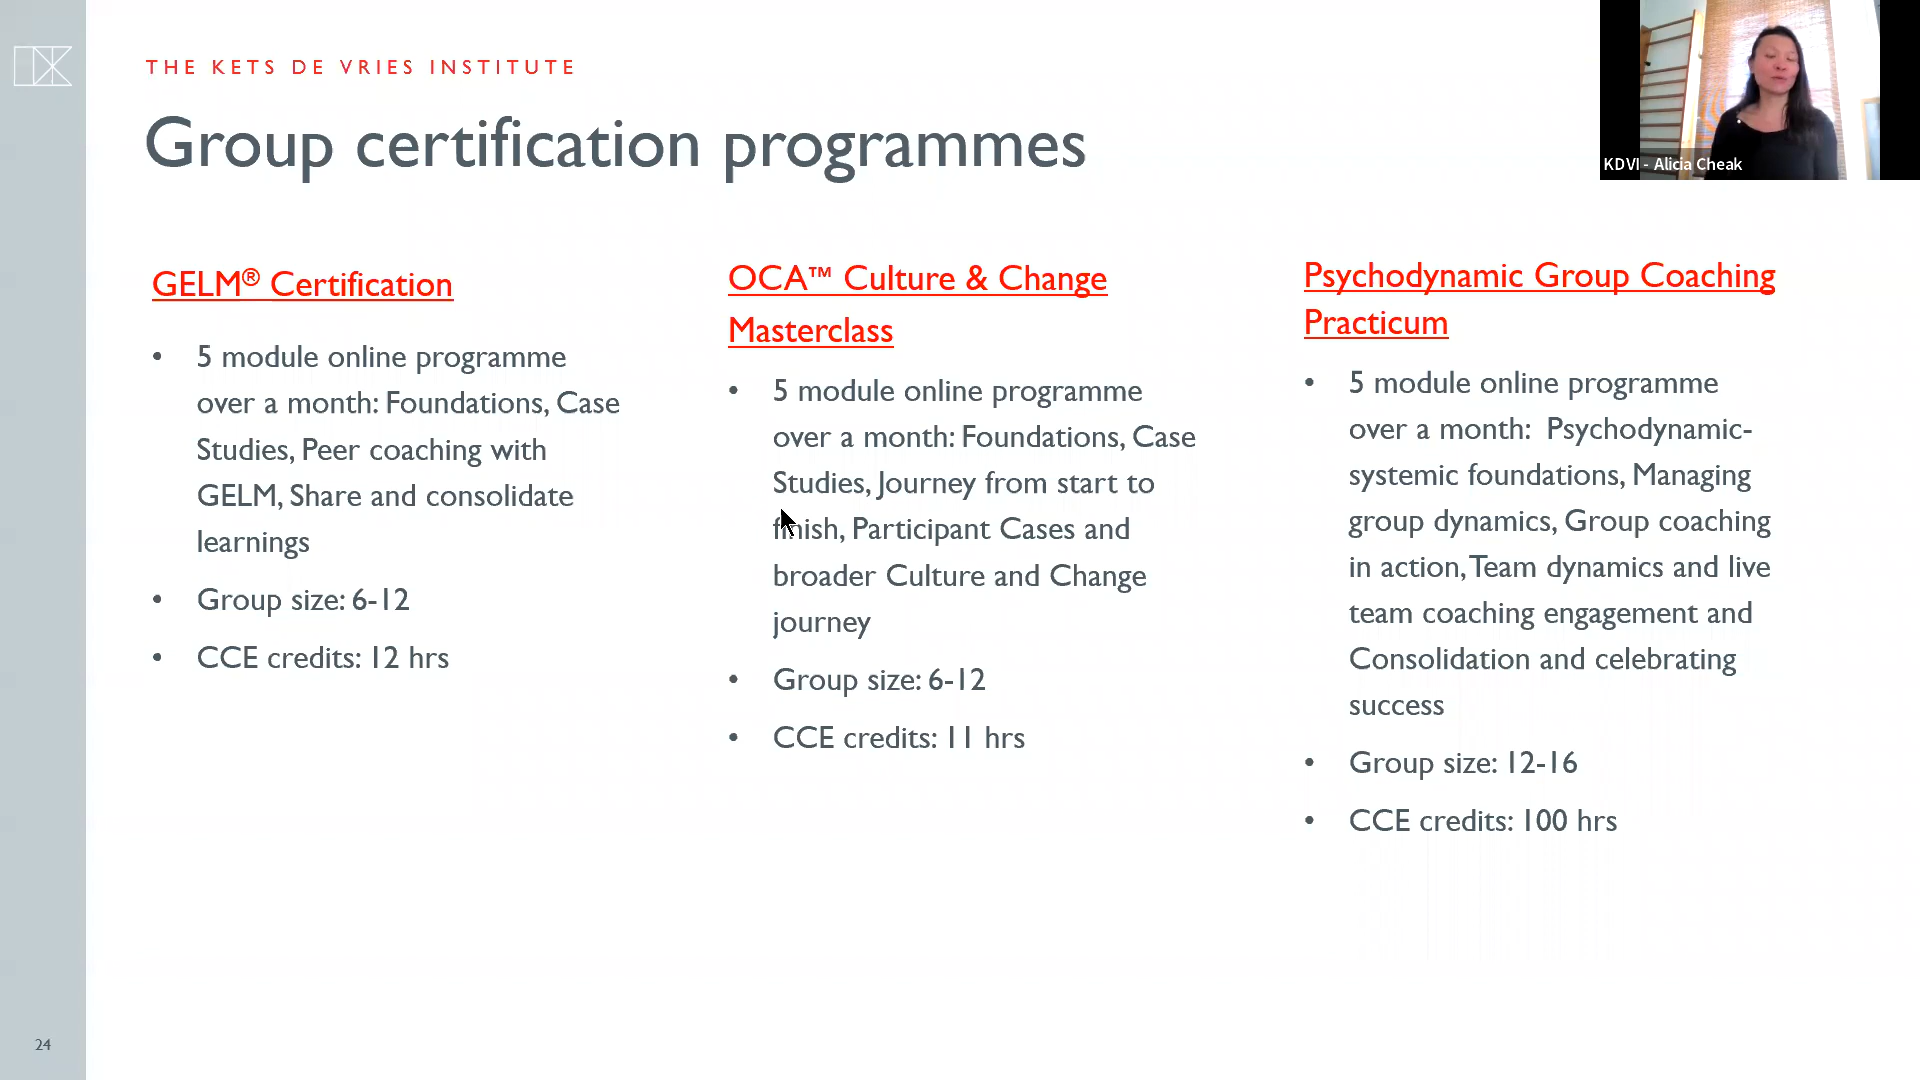 THE KETS DE VRIES INSTITUTE
Group certification programmes
KDVI - Alicia Cheak
GELM® Certification
• 5 module online programme
over a month: Foundations, Case
Studies, Peer coaching with
GELM, Share and consolidate
learnings
• Group size: 6-12
• CCE credits: 12 hrs
OCA™ Culture & Change
Masterclass
• 5 module online programme
over a month: Foundations, Case
Studies, Journey from start to
finish, Participant Cases and
broader Culture and Change
journey
• Group size: 6-12
• CCE credits: 11 hrs
Psychodynamic Group Coaching
Practicum
• 5 module online programme
over a month: Psychodynamic-
systemic foundations, Managing
group dynamics, Group coaching
in action, Team dynamics and live
team coaching engagement and
Consolidation and celebrating
success
• Group size: 12-16
• CCE credits: 100 hrs
24